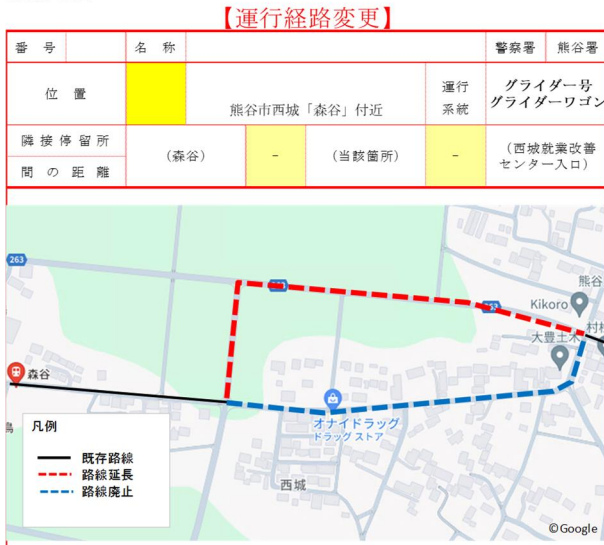 【運行経路変更】
番 号
名 称
警察署
熊谷署
位 置
熊谷市西城「森谷」付近
運行
系統
グライダー号
グライダーワゴン
隣接停留所
間の距離
(森谷)
-
(当該箇所)
-
(西城就業改善
センター入口)
263
263
熊谷
Kikoro
大豊土木
森谷
オナイドラッグ
ドラッグ ストア
凡例
既存路線
路線延長
路線廃止
西城
©Google